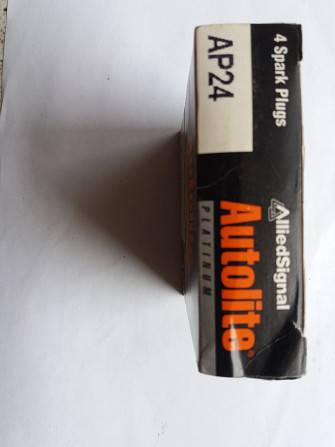 4 Spark Plugs
AP24
AlliedSignal
Autolite®
PLATINUM